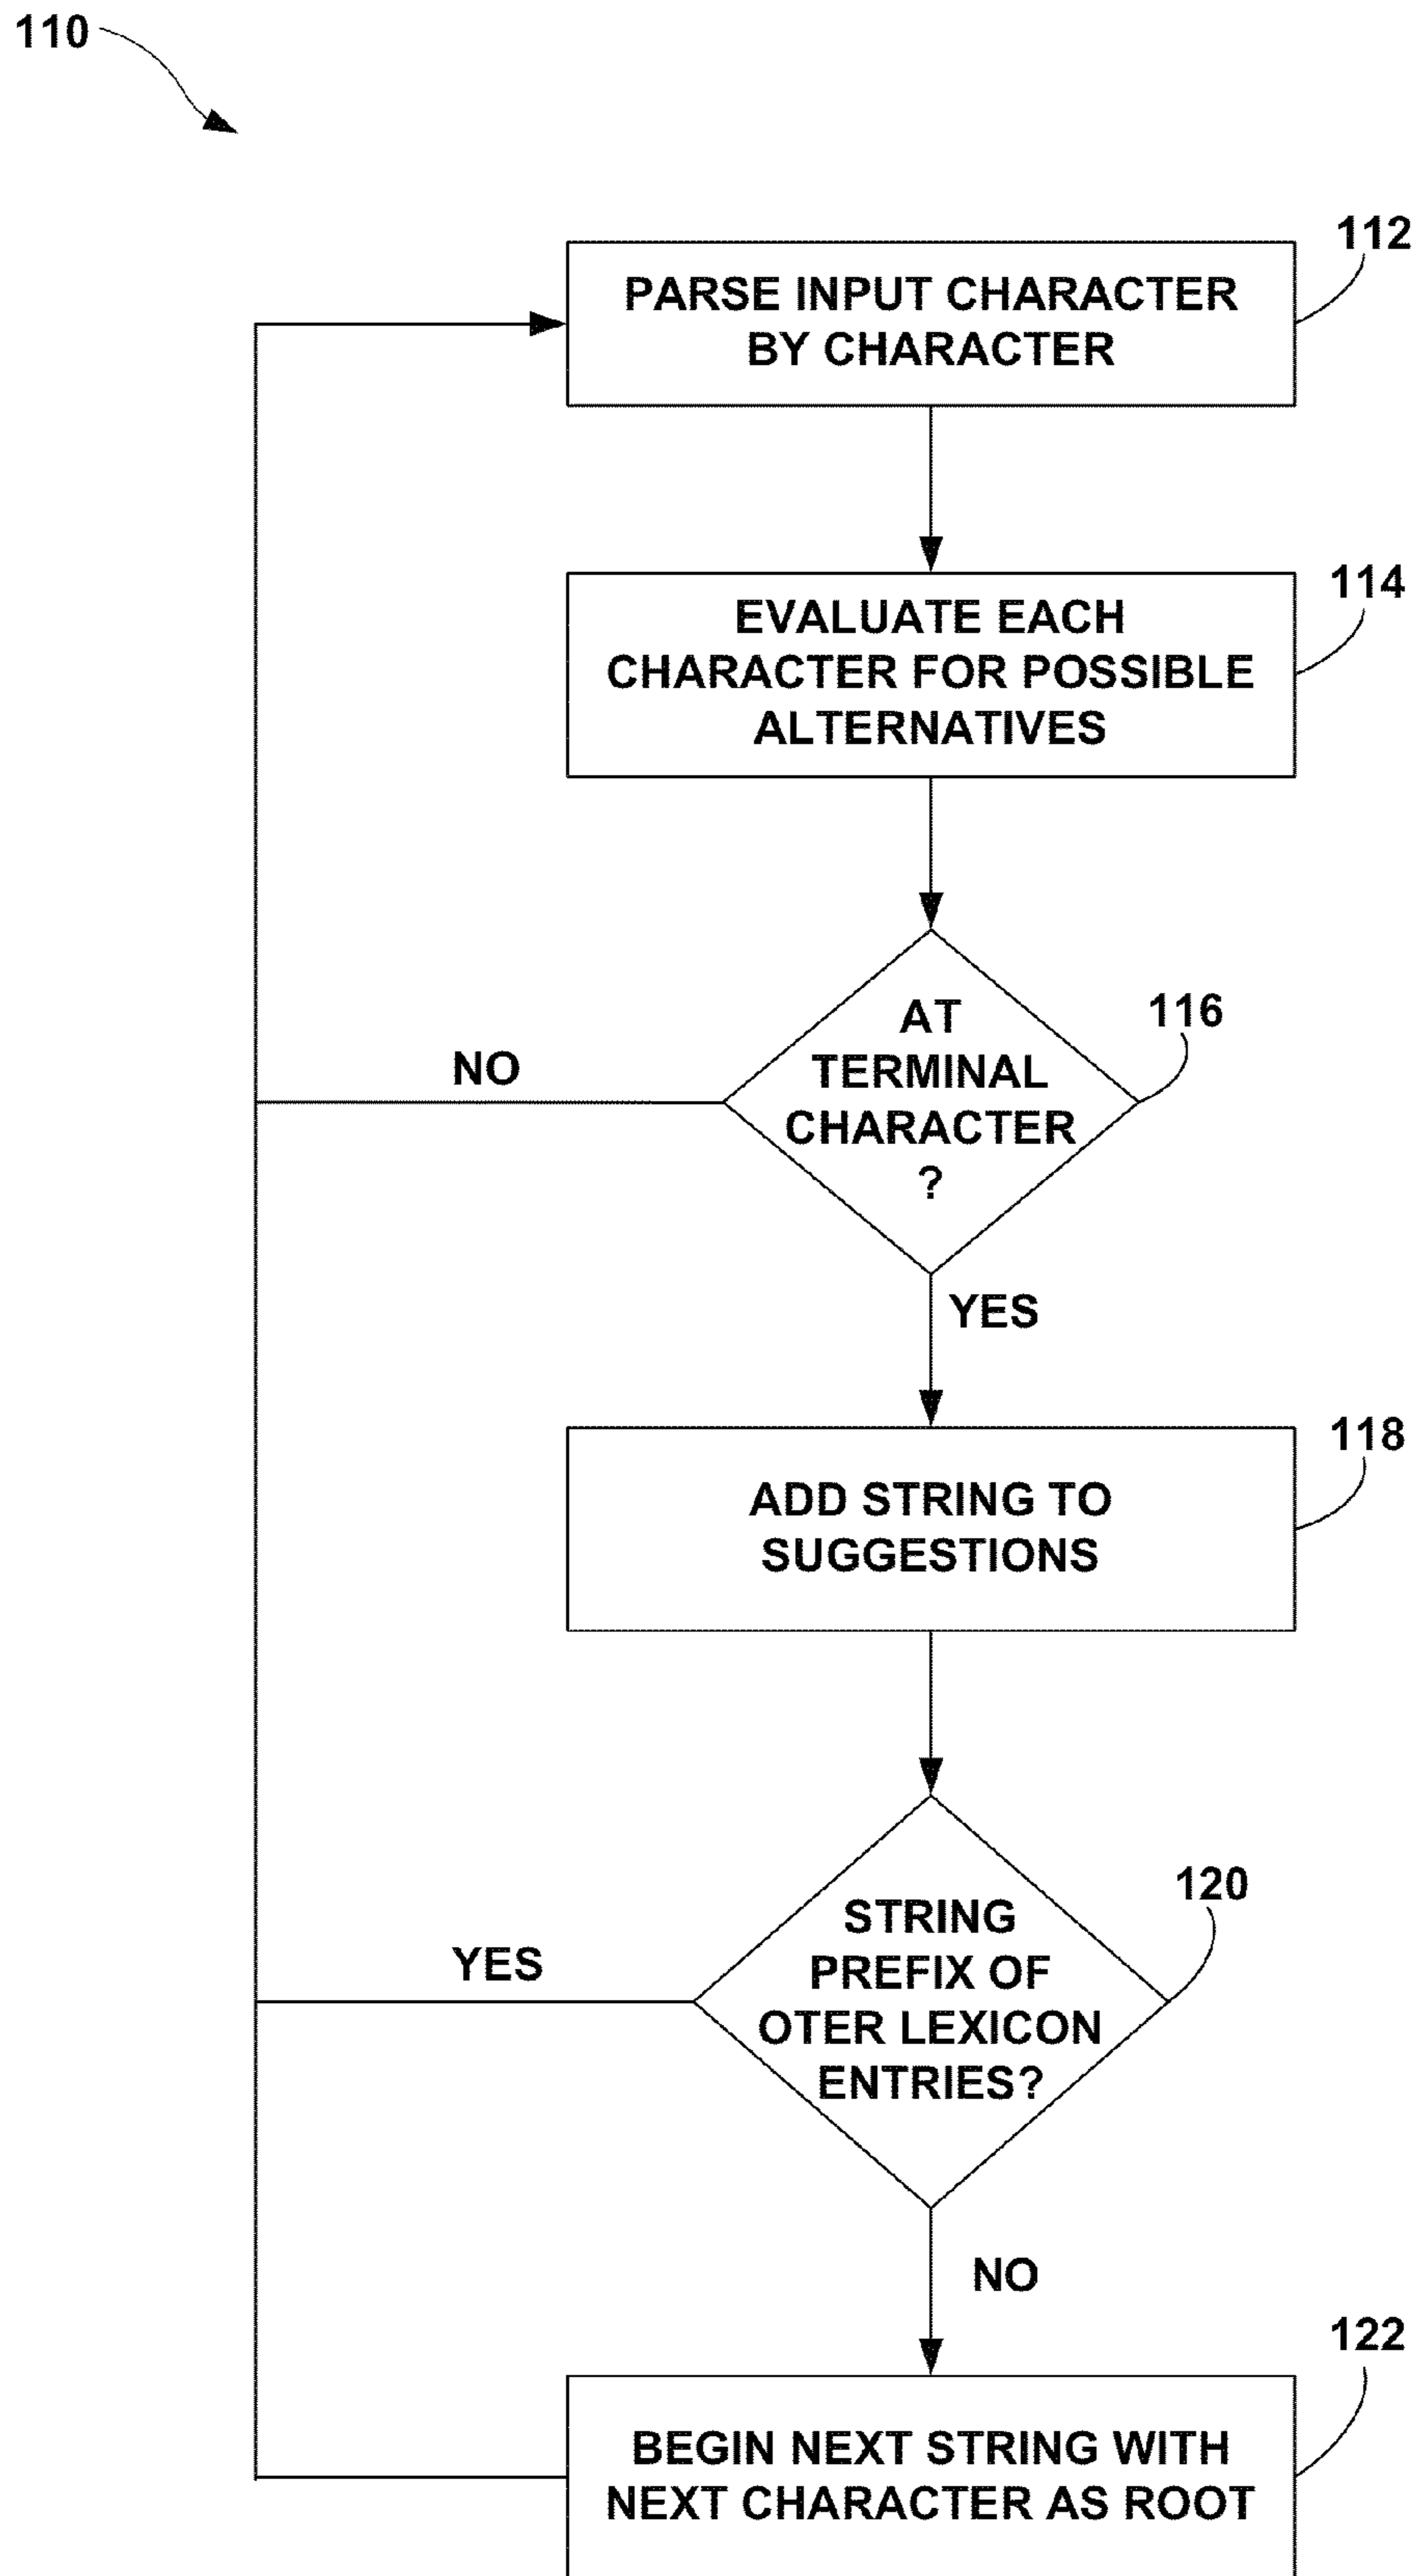 110
112
PARSE INPUT CHARACTER
BY CHARACTER
114
EVALUATE EACH
CHARACTER FOR POSSIBLE
ALTERNATIVES
116
AT
TERMINAL
CHARACTER
?
NO
YES
118
ADD STRING TO
SUGGESTIONS
120
STRING
PREFIX OF
OTER LEXICON
ENTRIES?
YES
NO
122
BEGIN NEXT STRING WITH
NEXT CHARACTER AS ROOT